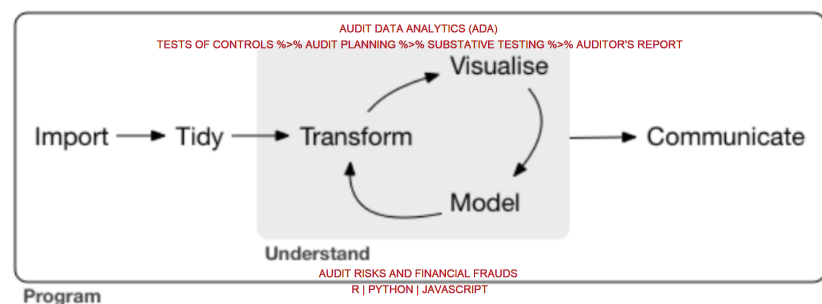 AUDIT DATA ANALYTICS (ADA)
TESTS OF CONTROLS %>% AUDIT PLANNING %>% SUBSTATIVE TESTING %>% AUDITOR'S REPORT
Visualise
Import
Tidy
Transform
Communicate
Model
Understand
AUDIT RISKS AND FINANCIAL FRAUDS
R | PYTHON | JAVASCRIPT
Program